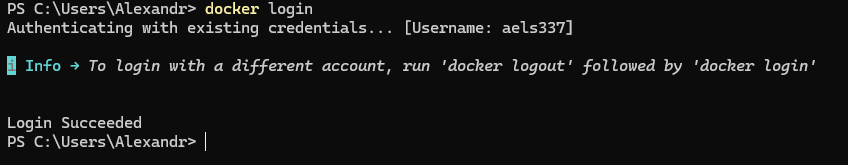 PS C:\Users\Alexandr> docker login
Authenticating with existing credentials... [Username: aels337]
i Info → To login with a different account, run 'docker logout' followed by 'docker login'
Login Succeeded
PS C:\Users\Alexandr>